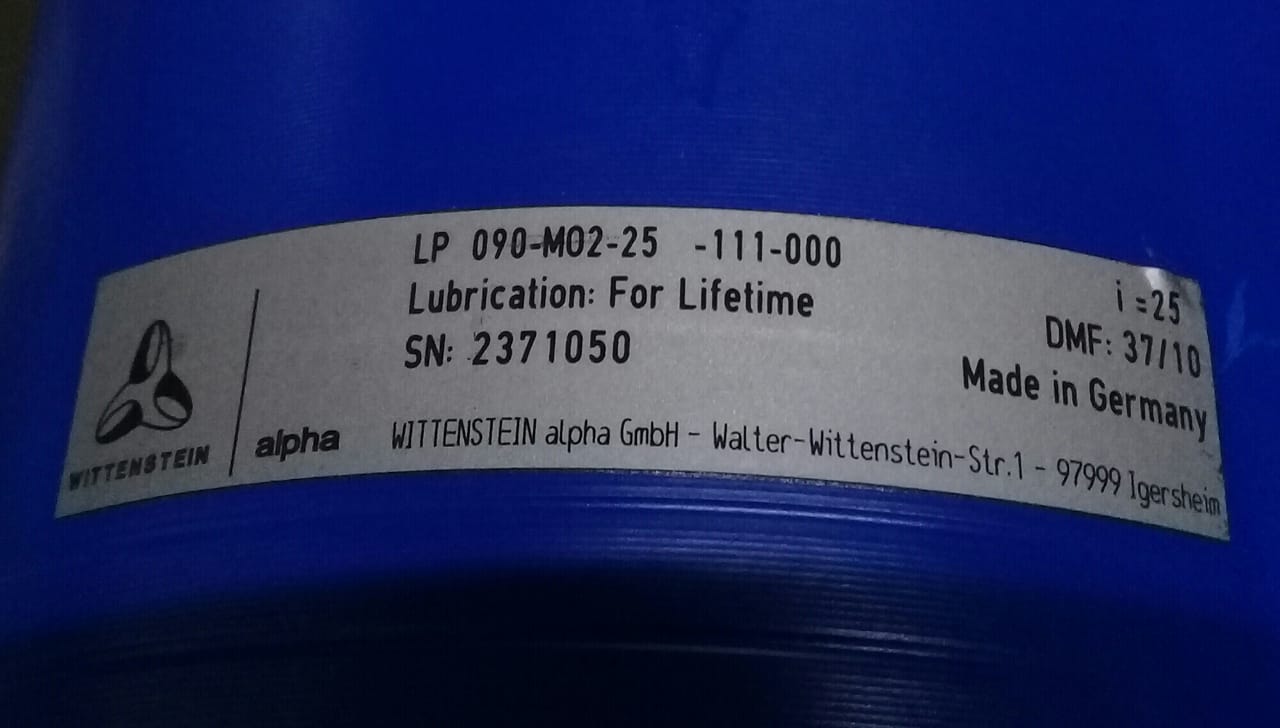 LP 090-M02-25 -111-000
i =25
Lubrication: For Lifetime
DMF: 37/10
SN: 2371050
Made in Germany
WITTENSTEIN
alpha
WITTENSTEIN alpha GmbH - Walter-Wittenstein-Str.1 - 97999 Igersheim